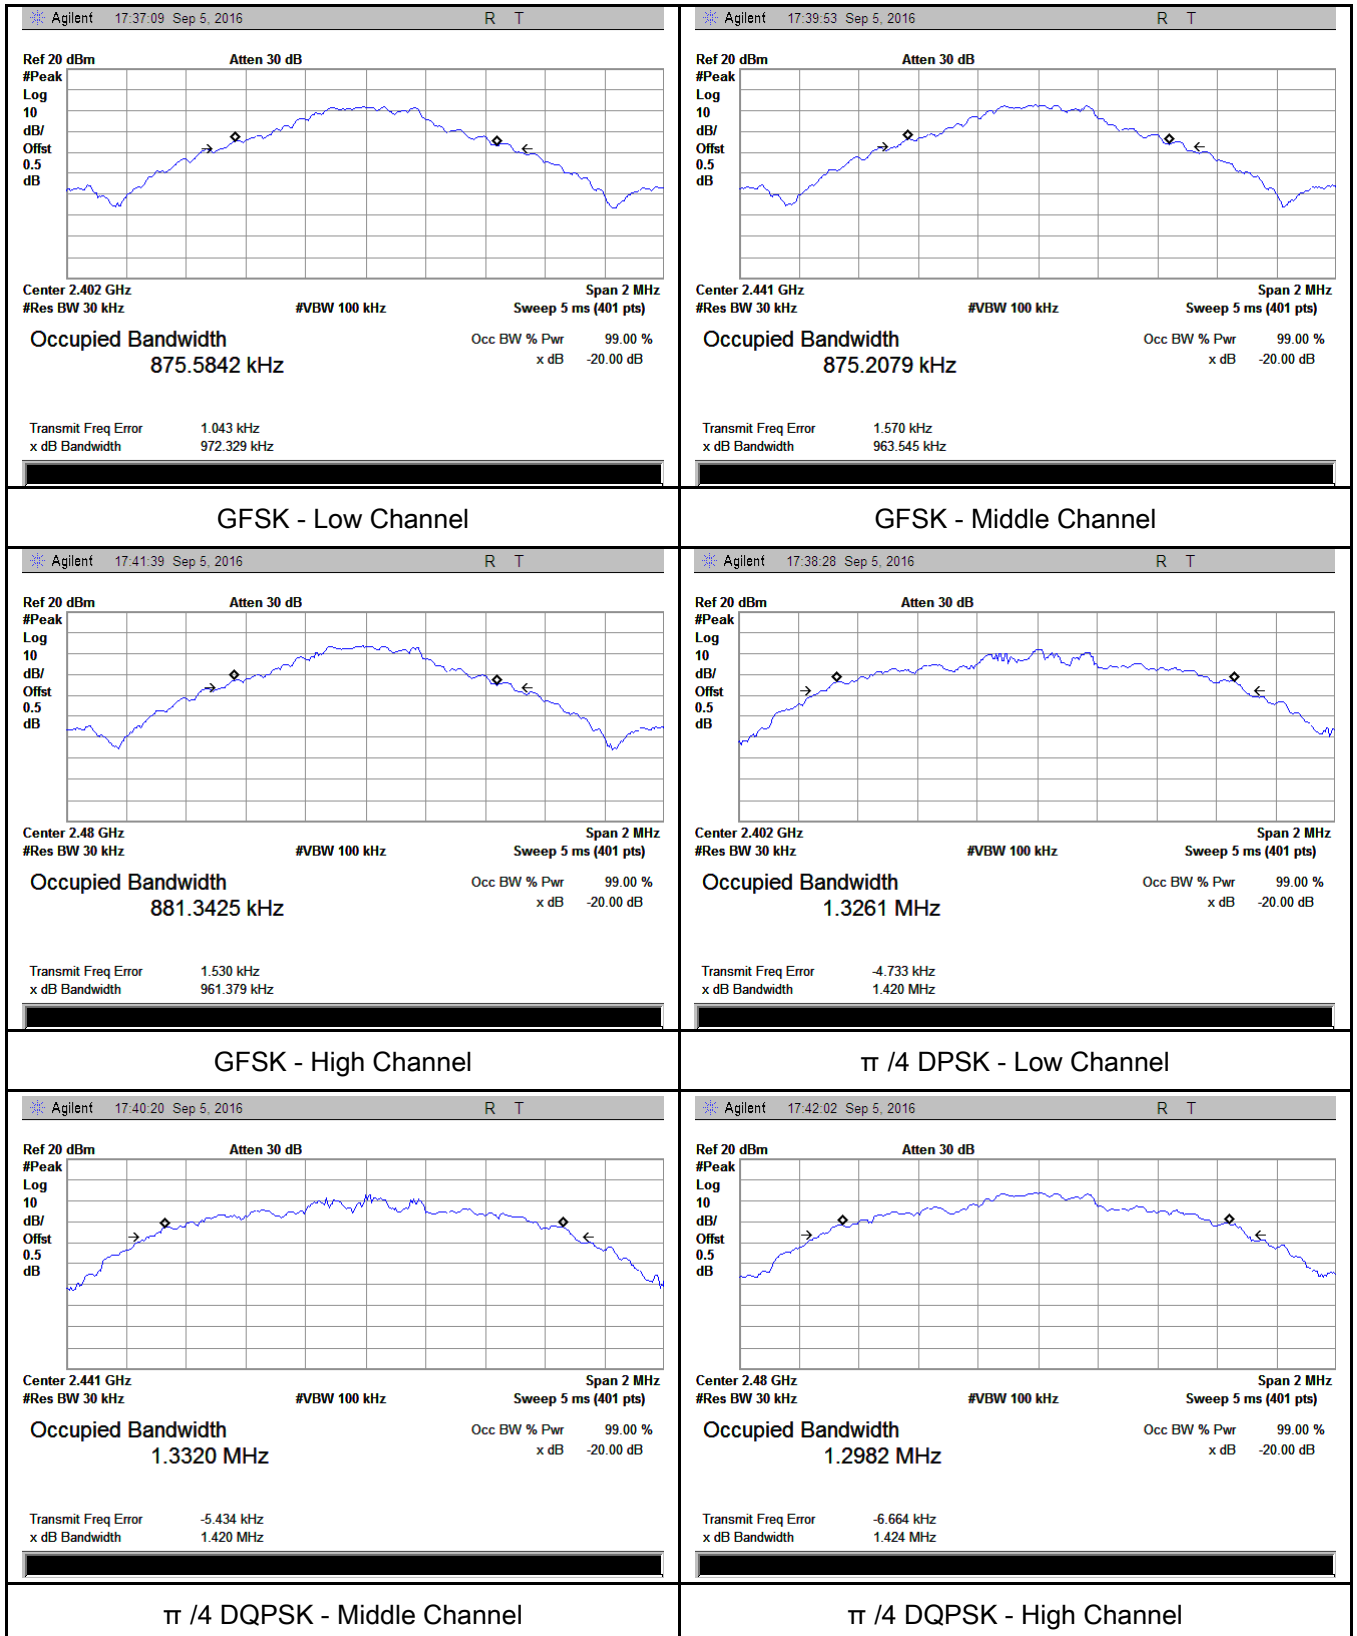 Agilent 17:37:09 Sep 5, 2016 R T
Ref 20 dBm Atten 30 dB
#Peak
Log
10
dB/
Offst
0.5
dB
Center 2.402 GHz Span 2 MHz
#Res BW 30 kHz #VBW 100 kHz Sweep 5 ms (401 pts)
Occupied Bandwidth Occ BW % Pwr 99.00 %
875.5842 kHz x dB -20.00 dB
Transmit Freq Error 1.043 kHz
x dB Bandwidth 972.329 kHz
GFSK - Low Channel
Agilent 17:39:53 Sep 5, 2016 R T
Ref 20 dBm Atten 30 dB
#Peak
Log
10
dB/
Offst
0.5
dB
Center 2.441 GHz Span 2 MHz
#Res BW 30 kHz #VBW 100 kHz Sweep 5 ms (401 pts)
Occupied Bandwidth Occ BW % Pwr 99.00 %
875.2079 kHz x dB -20.00 dB
Transmit Freq Error 1.570 kHz
x dB Bandwidth 963.545 kHz
GFSK - Middle Channel
Agilent 17:41:39 Sep 5, 2016 R T
Ref 20 dBm Atten 30 dB
#Peak
Log
10
dB/
Offst
0.5
dB
Center 2.48 GHz Span 2 MHz
#Res BW 30 kHz #VBW 100 kHz Sweep 5 ms (401 pts)
Occupied Bandwidth Occ BW % Pwr 99.00 %
881.3425 kHz x dB -20.00 dB
Transmit Freq Error 1.530 kHz
x dB Bandwidth 961.379 kHz
GFSK - High Channel
Agilent 17:38:28 Sep 5, 2016 R T
Ref 20 dBm Atten 30 dB
#Peak
Log
10
dB/
Offst
0.5
dB
Center 2.402 GHz Span 2 MHz
#Res BW 30 kHz #VBW 100 kHz Sweep 5 ms (401 pts)
Occupied Bandwidth Occ BW % Pwr 99.00 %
1.3261 MHz x dB -20.00 dB
Transmit Freq Error -4.733 kHz
x dB Bandwidth 1.420 MHz
π /4 DPSK - Low Channel
Agilent 17:40:20 Sep 5, 2016 R T
Ref 20 dBm Atten 30 dB
#Peak
Log
10
dB/
Offst
0.5
dB
Center 2.441 GHz Span 2 MHz
#Res BW 30 kHz #VBW 100 kHz Sweep 5 ms (401 pts)
Occupied Bandwidth Occ BW % Pwr 99.00 %
1.3320 MHz x dB -20.00 dB
Transmit Freq Error -5.434 kHz
x dB Bandwidth 1.420 MHz
π /4 DQPSK - Middle Channel
Agilent 17:42:02 Sep 5, 2016 R T
Ref 20 dBm Atten 30 dB
#Peak
Log
10
dB/
Offst
0.5
dB
Center 2.48 GHz Span 2 MHz
#Res BW 30 kHz #VBW 100 kHz Sweep 5 ms (401 pts)
Occupied Bandwidth Occ BW % Pwr 99.00 %
1.2982 MHz x dB -20.00 dB
Transmit Freq Error -6.664 kHz
x dB Bandwidth 1.424 MHz
π /4 DQPSK - High Channel